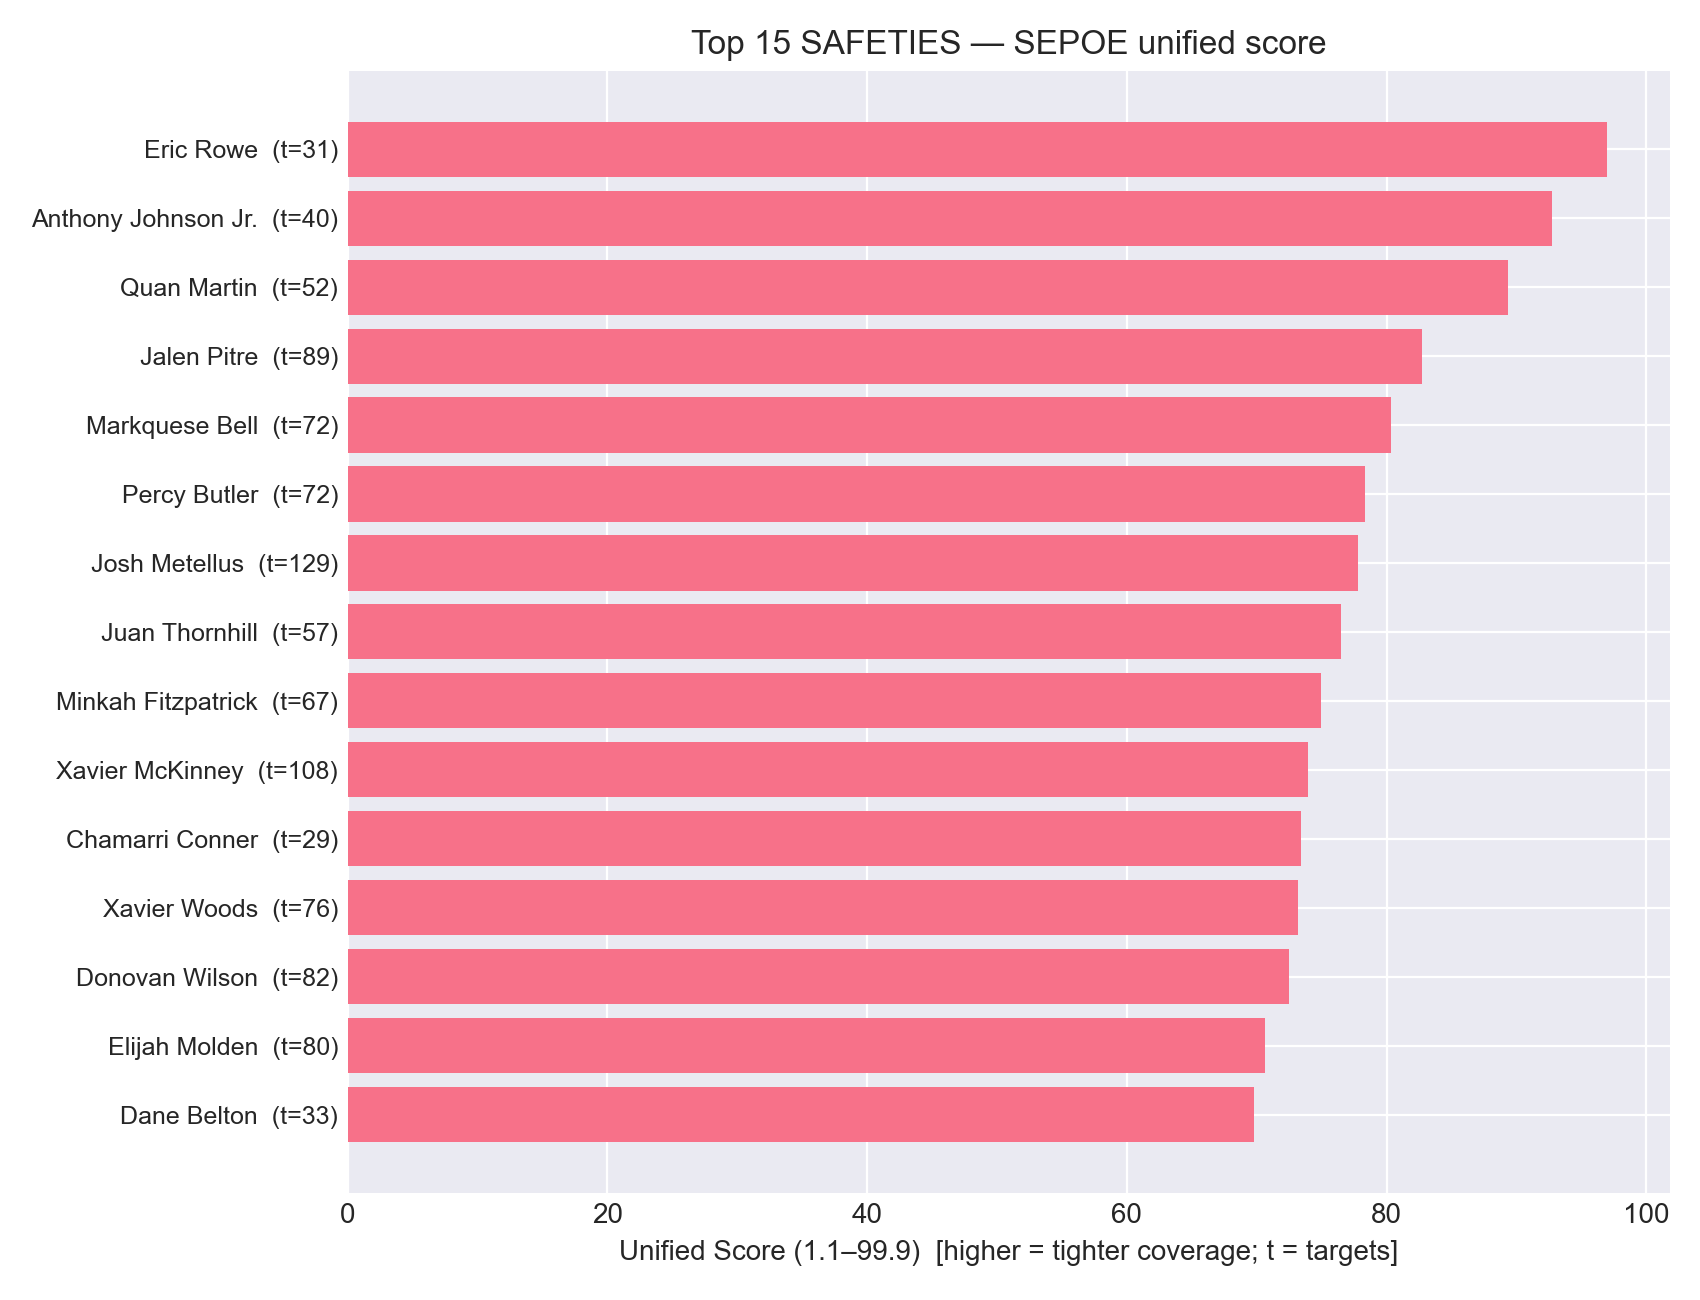 Top 15 SAFETIES — SEPOE unified score
Eric Rowe (t=31)
Anthony Johnson Jr. (t=40)
Quan Martin (t=52)
Jalen Pitre (t=89)
Markquese Bell (t=72)
Percy Butler (t=72)
Josh Metellus (t=129)
Juan Thornhill (t=57)
Minkah Fitzpatrick (t=67)
Xavier McKinney (t=108)
Chamarri Conner (t=29)
Xavier Woods (t=76)
Donovan Wilson (t=82)
Elijah Molden (t=80)
Dane Belton (t=33)
0 20 40 60 80 100
Unified Score (1.1–99.9) [higher = tighter coverage; t = targets]